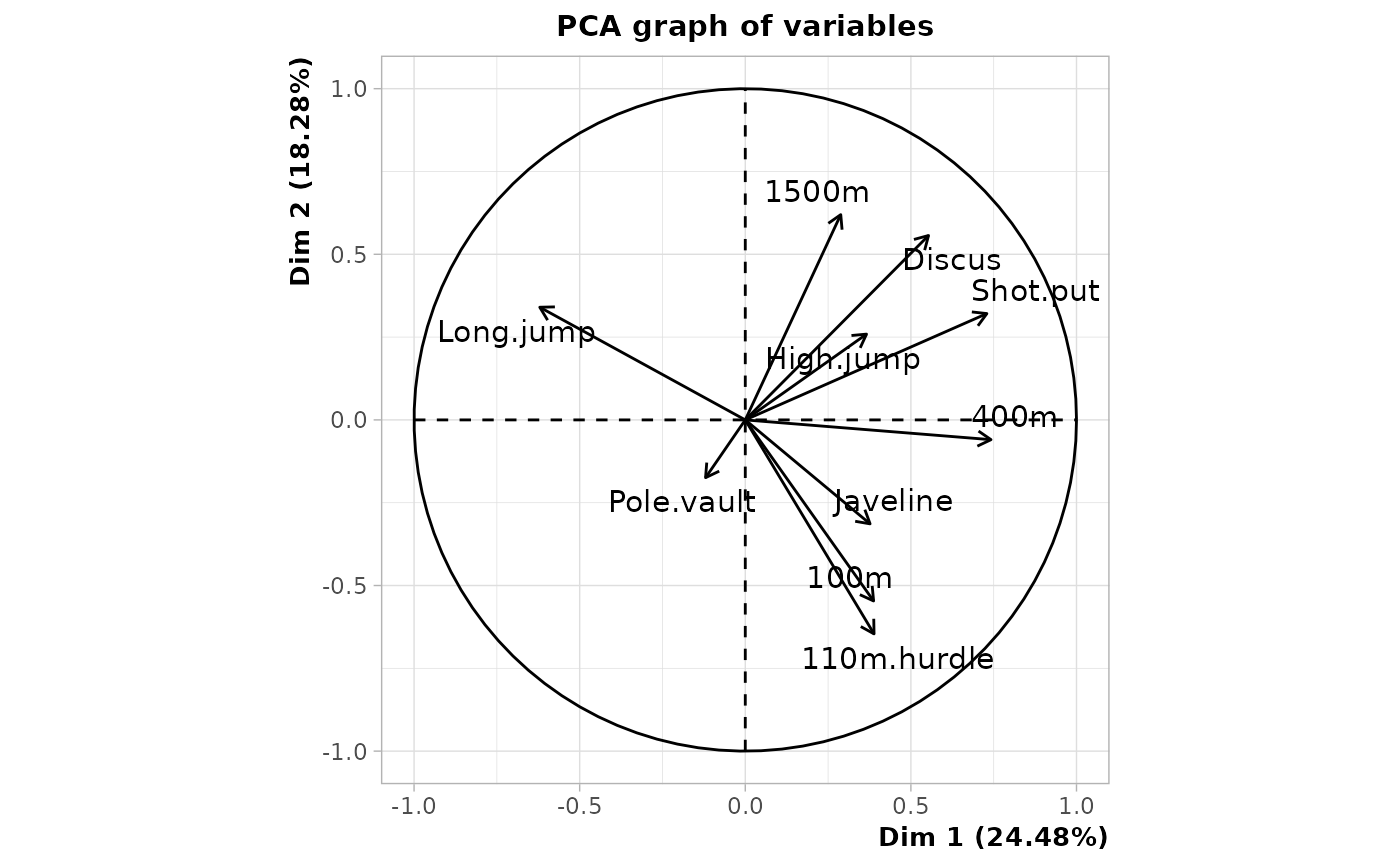 PCA graph of variables
Dim 2 (18.28%)
1.0
0.5
0.0
-0.5
-1.0
1500m
Discus
Shot.put
Long.jump
High.jump
400m
Pole.vault
Javeline
100m
110m.hurdle
-1.0
-0.5
0.0
0.5
1.0
Dim 1 (24.48%)